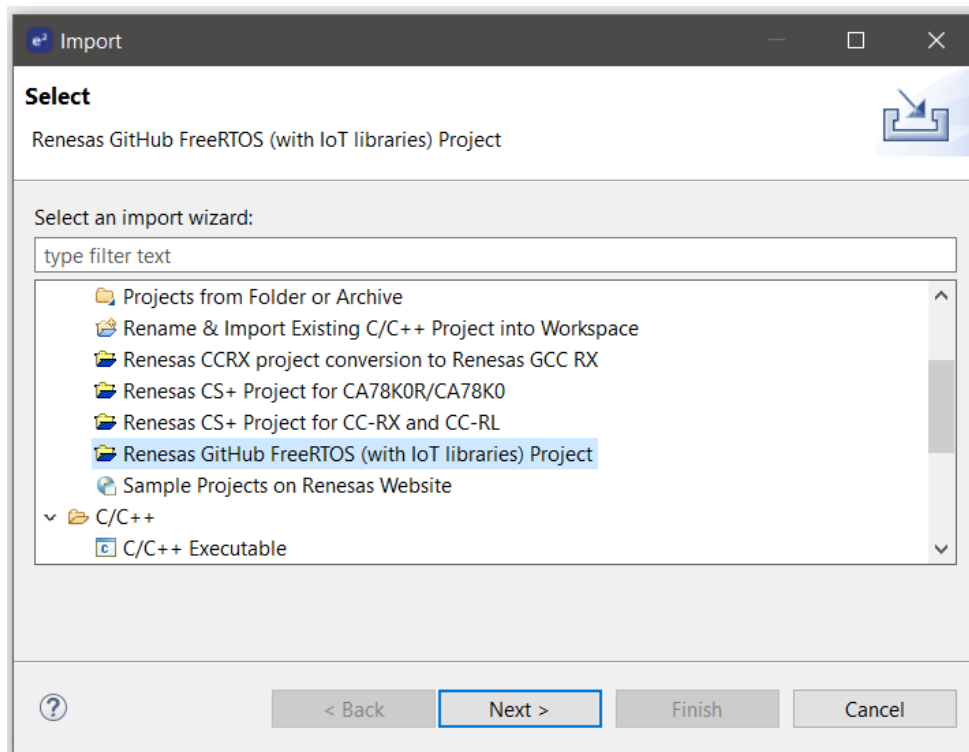 e² Import
Select
Renesas GitHub FreeRTOS (with IoT libraries) Project
Select an import wizard:
type filter text
Projects from Folder or Archive
Rename & Import Existing C/C++ Project into Workspace
Renesas CCRX project conversion to Renesas GCC RX
Renesas CS+ Project for CA78K0R/CA78K0
Renesas CS+ Project for CC-RX and CC-RL
Renesas GitHub FreeRTOS (with IoT libraries) Project
Sample Projects on Renesas Website
C/C++
c C/C++ Executable
? < Back Next > Finish Cancel